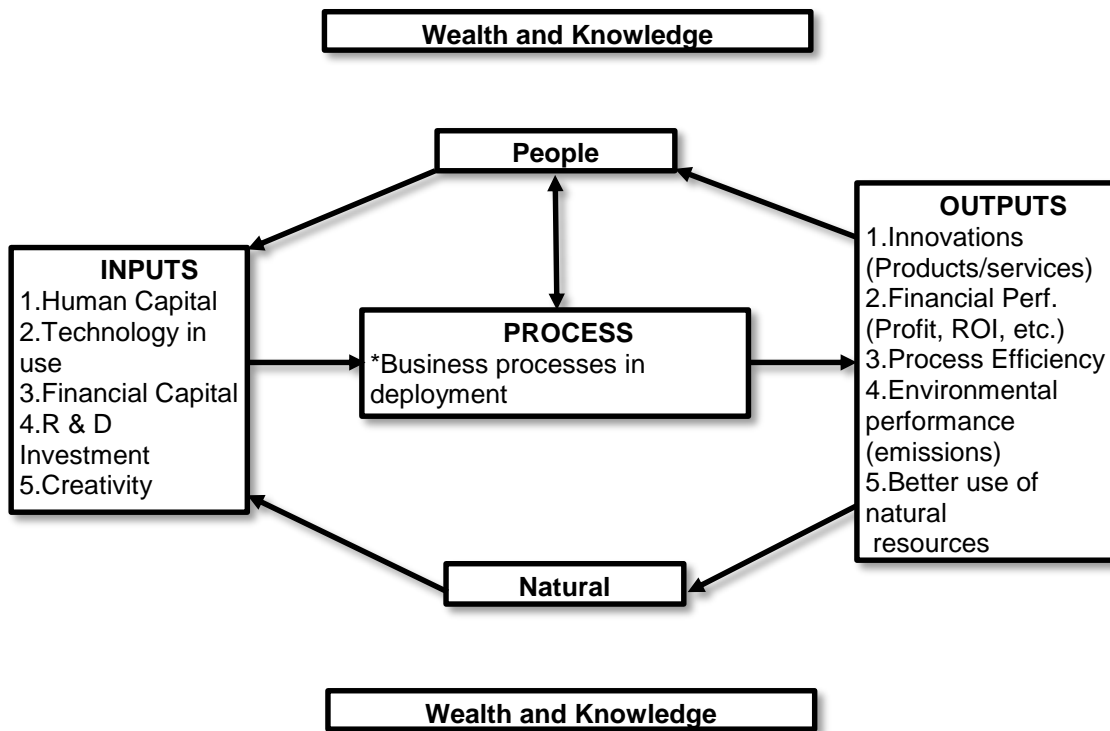 Wealth and Knowledge
People
INPUTS
1.Human Capital
2.Technology in
use
3.Financial Capital
4.R & D
Investment
5.Creativity
PROCESS
*Business processes in
deployment
OUTPUTS
1.Innovations
(Products/services)
2.Financial Perf.
(Profit, ROI, etc.)
3.Process Efficiency
4.Environmental
performance
(emissions)
5.Better use of
natural
resources
Natural
Wealth and Knowledge